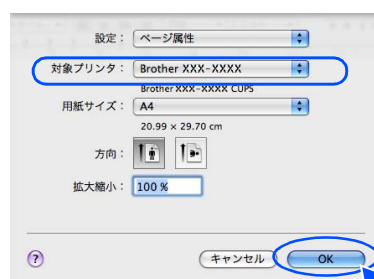 設定： ページ属性
対象プリンタ： Brother XXX-XXXX
Brother XXX-XXXX CUPS
用紙サイズ： A4
20.99 × 29.70 cm
方向：
拡大縮小： 100 %
? キャンセル OK